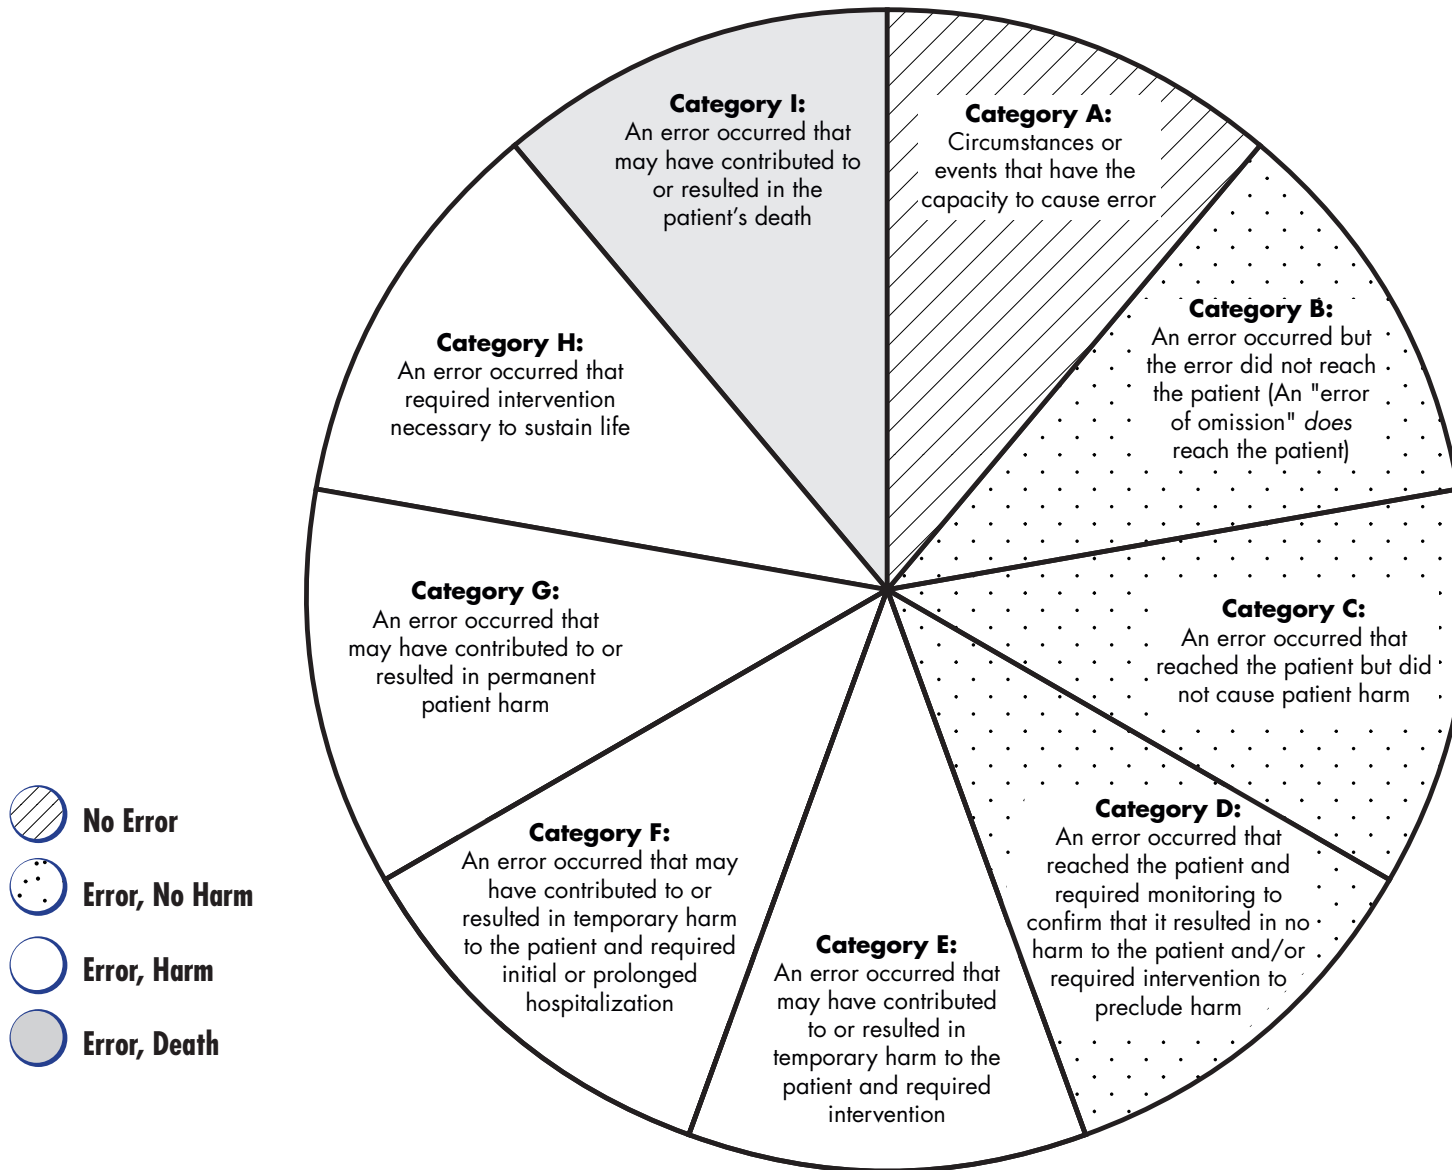 Category I:
An error occurred that
may have contributed to
or resulted in the
patient’s death
Category A:
Circumstances or
events that have the
capacity to cause error
Category B:
An error occurred but
the error did not reach
the patient (An "error
of omission" does
reach the patient)
Category H:
An error occurred that
required intervention
necessary to sustain life
Category G:
An error occurred that
may have contributed to or
resulted in permanent
patient harm
Category C:
An error occurred that
reached the patient but did
not cause patient harm
Category D:
An error occurred that
reached the patient and
required monitoring to
confirm that it resulted in no
harm to the patient and/or
required intervention to
preclude harm
Category F:
An error occurred that may
have contributed to or
resulted in temporary harm
to the patient and required
initial or prolonged
hospitalization
Category E:
An error occurred that
may have contributed
to or resulted in
temporary harm to the
patient and required
intervention
No Error
Error, No Harm
Error, Harm
Error, Death